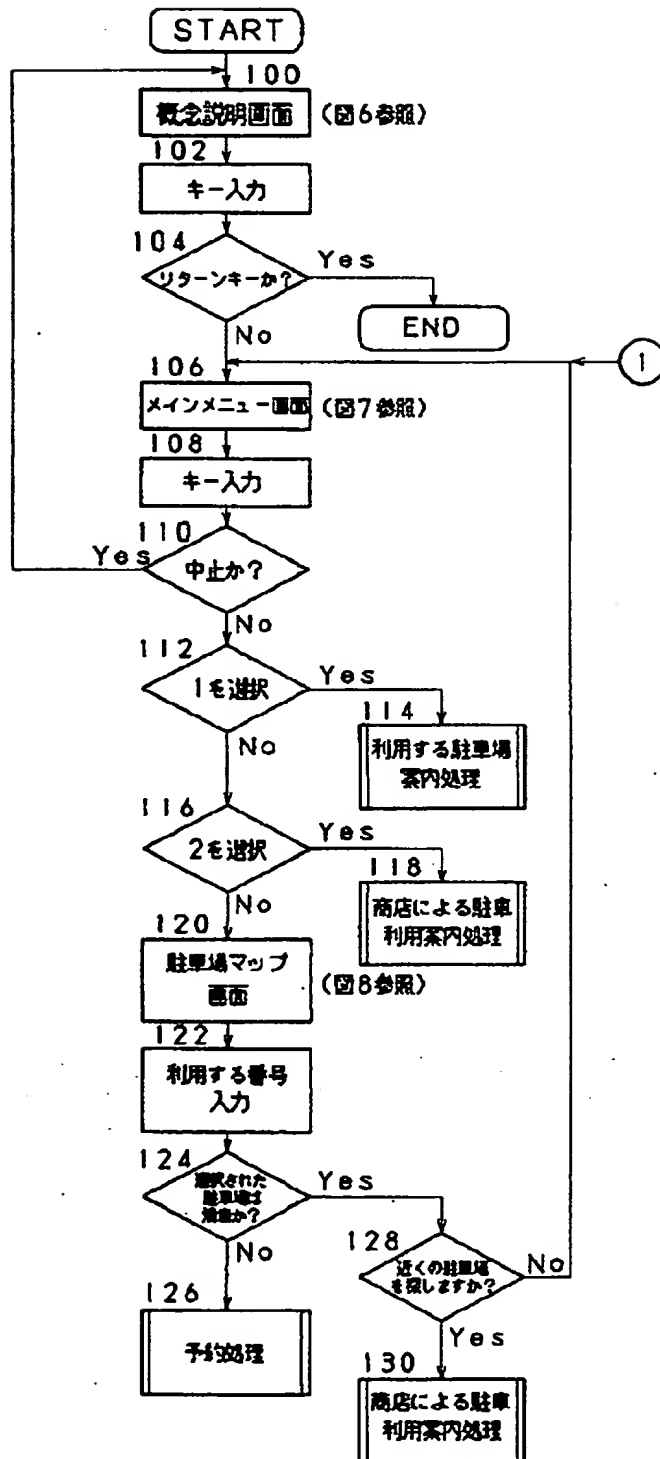 START
100
概念説明画面 (図6参照)
102
キー入力
104
リターンキーか?
Yes
END
No
1
106
メインメニュー画面 (図7参照)
108
キー入力
110
Yes
中止か?
No
112
1を選択
Yes
114
利用する駐車場
案内処理
No
116
2を選択
Yes
118
商店による駐車
利用案内処理
No
120
駐車場マップ
画面
(図8参照)
122
利用する番号
入力
124
選択された
駐車場は
満車か?
Yes
No
128
近くの駐車場
を探しますか?
No
126
予約処理
Yes
130
商店による駐車
利用案内処理